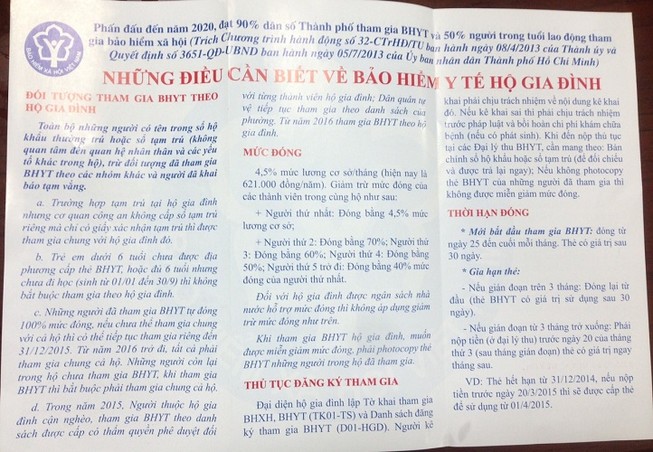 BẢO HIỂM XÃ HỘI VIỆT NAM
Phấn đấu đến năm 2020, đạt 90% dân số Thành phố tham gia BHYT và 50% người trong tuổi lao động tham
gia bảo hiểm xã hội (Trích Chương trình hành động số 32-CTrHĐ/TU ban hành ngày 08/4/2013 của Thành ủy và
Quyết định số 3651-QĐ-UBND ban hành ngày 05/7/2013 của Ủy ban nhân dân Thành phố Hồ Chí Minh)
NHỮNG ĐIỀU CẦN BIẾT VỀ BẢO HIỂM Y TẾ HỘ GIA ĐÌNH
ĐỐI TƯỢNG THAM GIA BHYT THEO
HỘ GIA ĐÌNH
Toàn bộ những người có tên trong sổ hộ
khẩu thường trú hoặc sổ tạm trú (không
quan tâm đến quan hệ nhân thân và các yếu
tố khác trong hộ), trừ đối tượng đã tham gia
BHYT theo các nhóm khác và người đã khai
báo tạm vắng.
a. Trường hợp tạm trú tại hộ gia đình
nhưng cơ quan công an không cấp sổ tạm trú
riêng mà chỉ có giấy xác nhận tạm trú thì được
tham gia chung với hộ gia đình đó.
b. Trẻ em dưới 6 tuổi chưa được địa
phương cấp thẻ BHYT, hoặc đủ 6 tuổi nhưng
chưa đi học (sinh từ 01/01 đến 30/9) thì không
bắt buộc tham gia theo hộ gia đình.
c. Những người đã tham gia BHYT tự đóng
100% mức đóng, nếu chưa thể tham gia chung
với cả hộ thì có thể tiếp tục tham gia riêng đến
31/12/2015. Từ năm 2016 trở đi, tất cả phải
tham gia chung cả hộ. Những người còn lại
trong hộ chưa tham gia BHYT, khi tham gia
BHYT thì bắt buộc phải tham gia chung cả hộ.
d. Trong năm 2015, Người thuộc hộ gia
đình cận nghèo, tham gia BHYT theo danh
sách được cấp có thẩm quyền phê duyệt đối
với từng thành viên hộ gia đình; Dân quân tự
vệ tiếp tục tham gia theo danh sách của
phường. Từ năm 2016 tham gia BHYT theo hộ
gia đình.
MỨC ĐÓNG
4,5% mức lương cơ sở/tháng (hiện nay là
621.000 đồng/năm). Giảm trừ mức đóng của
các thành viên trong cùng hộ như sau:
+ Người thứ nhất: Đóng bằng 4,5% mức
lương cơ sở;
+ Người thứ 2: Đóng bằng 70%; Người thứ
3: Đóng bằng 60%; Người thứ 4: Đóng bằng
50%; Người thứ 5 trở đi: Đóng bằng 40% mức
đóng của người thứ nhất.
Đối với hộ gia đình được ngân sách nhà
nước hỗ trợ mức đóng thì không áp dụng giảm
trừ mức đóng như trên.
Khi tham gia BHYT hộ gia đình, muốn
được miễn giảm mức đóng, phải photocopy thẻ
BHYT những người trong hộ đã tham gia.
THỦ TỤC ĐĂNG KÝ THAM GIA
Đại diện hộ gia đình lập Tờ khai tham gia
BHXH, BHYT (TK01-TS) và Danh sách đăng
ký tham gia BHYT (D01-HGD). Người kê
khai phải chịu trách nhiệm về nội dung kê khai
đó. Nếu kê khai sai thì phải chịu trách nhiệm
trước pháp luật và bồi hoàn chi phí khám chữa
bệnh (nếu có phát sinh). Khi đến nộp thủ tục
tại các Đại lý thu BHYT, cần mang theo: Bản
chính sổ hộ khẩu hoặc sổ tạm trú (để đối chiếu
và được trả lại ngay); Nếu không photocopy
thẻ BHYT của những người đã tham gia thì
không được miễn giảm mức đóng.
THỜI HẠN ĐÓNG
* Mới bắt đầu tham gia BHYT: đóng từ
ngày 25 đến cuối mỗi tháng. Thẻ có giá trị sau
30 ngày.
* Gia hạn thẻ:
- Nếu gián đoạn trên 3 tháng: Đóng lại từ
đầu (thẻ BHYT có giá trị sử dụng sau 30
ngày).
- Nếu gián đoạn từ 3 tháng trở xuống: Phải
nộp tiền (ở đại lý thu) trước ngày 20 của tháng
thứ 3 (sau tháng gián đoạn) thẻ có giá trị ngay
tháng sau.
VD: Thẻ hết hạn từ 31/12/2014, nếu nộp
tiền trước ngày 20/3/2015 thì sẽ được cấp thẻ
để sử dụng từ 01/4/2015.